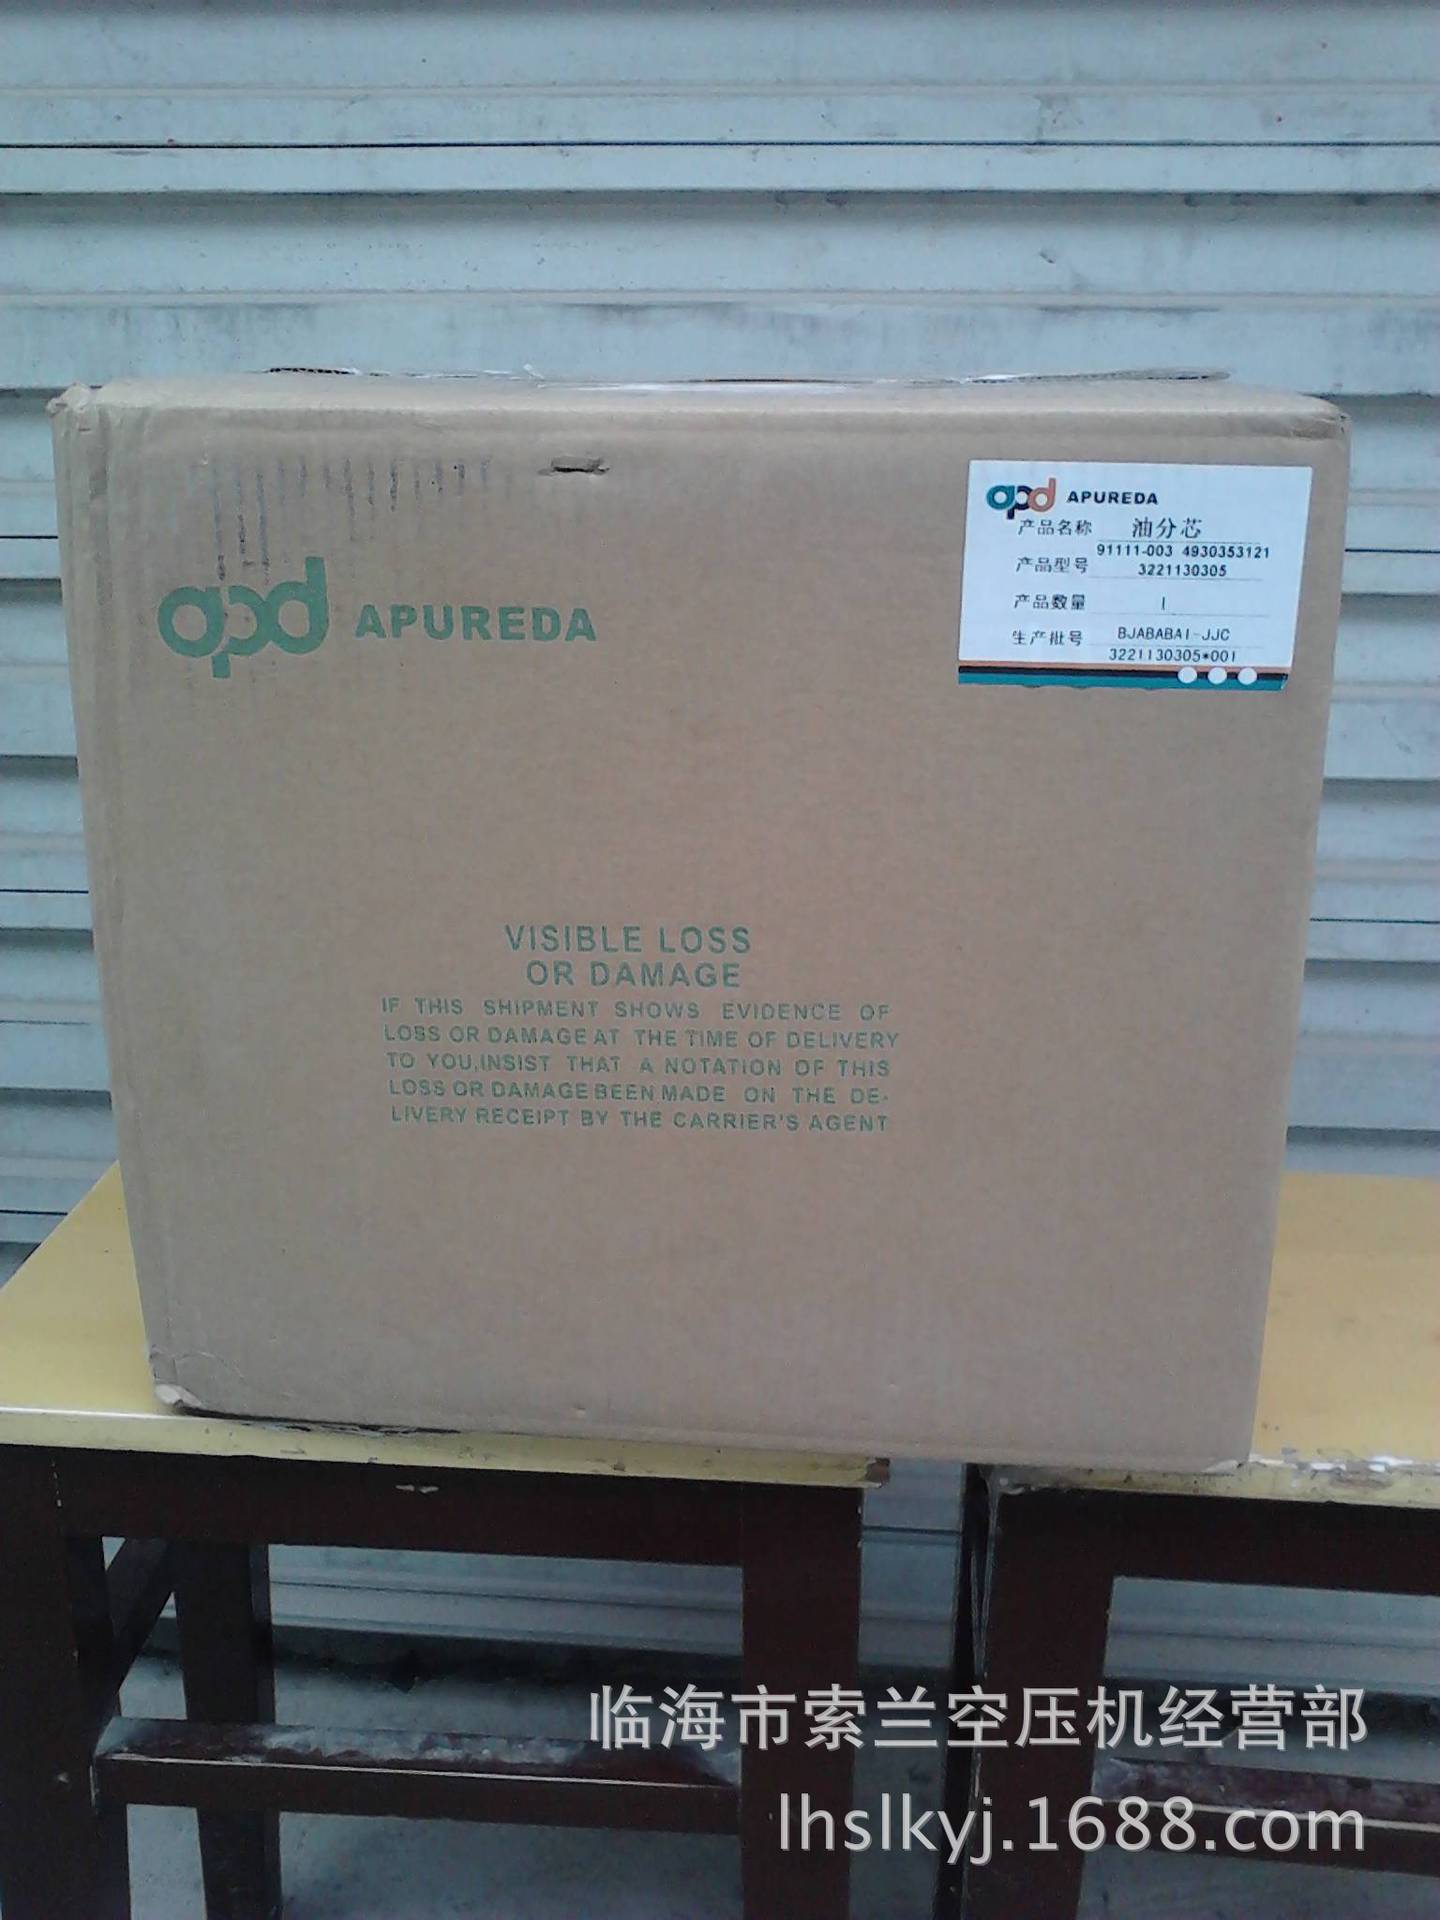 apd APUREDA
产品名称 油分芯
91111-003 4930353121
产品型号 3221130305
产品数量 1
生产批号 BJABABA1-JJC
3221130305*001
apd APUREDA
VISIBLE LOSS
OR DAMAGE
IF THIS SHIPMENT SHOWS EVIDENCE OF
LOSS OR DAMAGE AT THE TIME OF DELIVERY
TO YOU,INSIST THAT A NOTATION OF THIS
LOSS OR DAMAGE BEEN MADE ON THE DE-
LIVERY RECEIPT BY THE CARRIER'S AGENT
临海市索兰空压机经营部
lhslkyj.1688.com